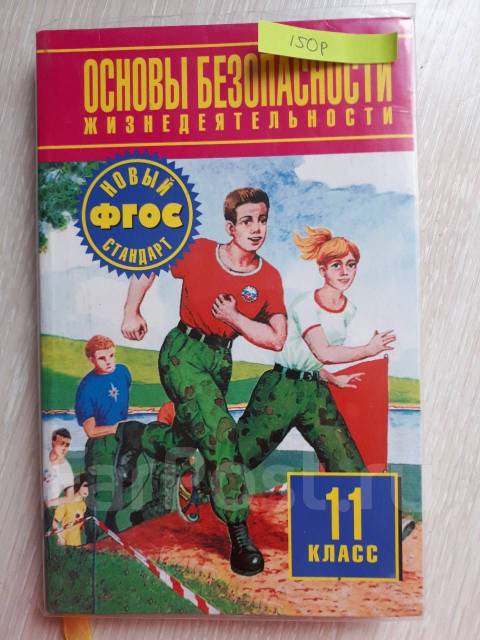 150р
ОСНОВЫ БЕЗОПАСНОСТИ
ЖИЗНЕДЕЯТЕЛЬНОСТИ
НОВЫЙ
ФГОС
СТАНДАРТ
11
КЛАСС